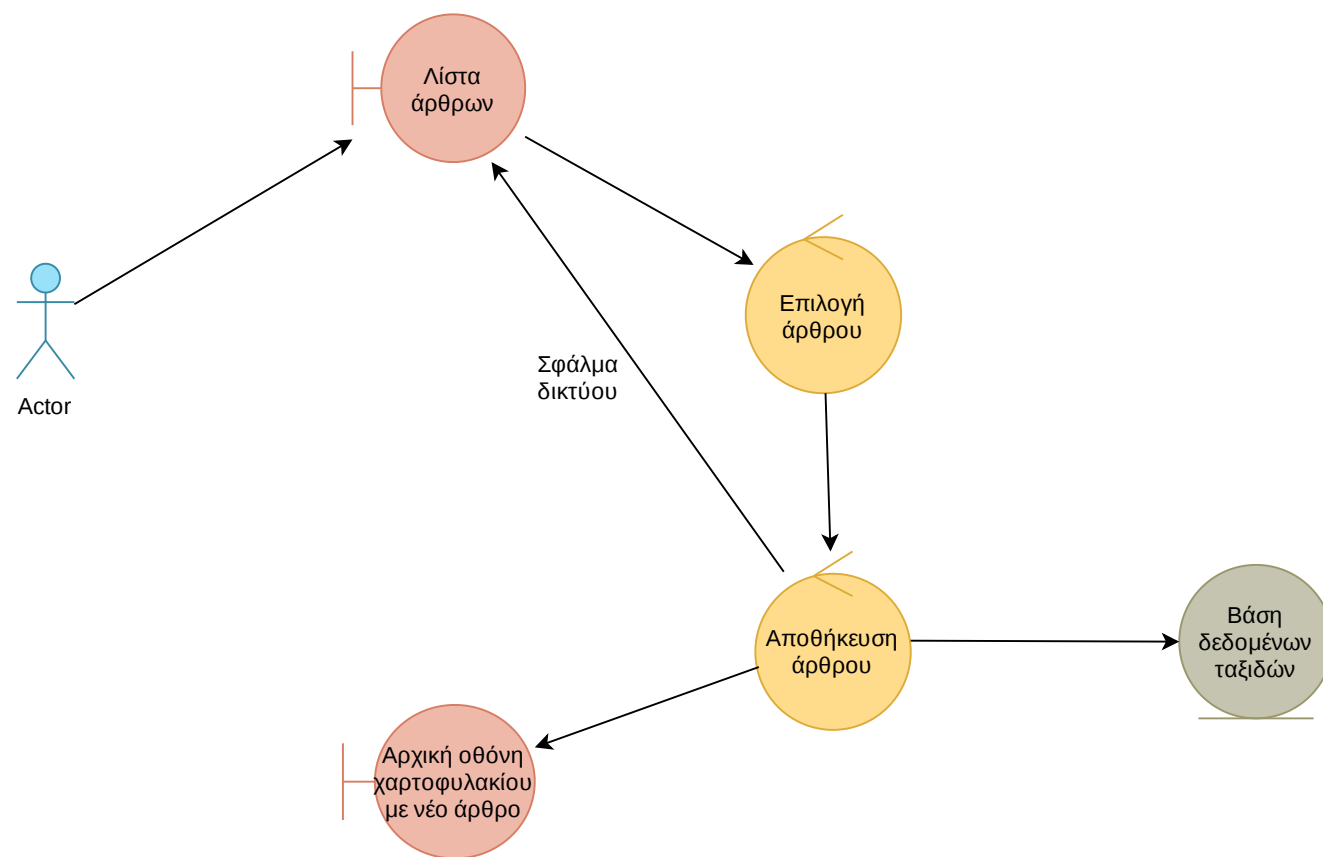 Λίστα
άρθρων
Επιλογή
άρθρου
Σφάλμα
δικτύου
Actor
Αποθήκευση
άρθρου
Βάση
δεδομένων
ταξιδών
Αρχική οθόνη
χαρτοφυλακίου
με νέο άρθρο